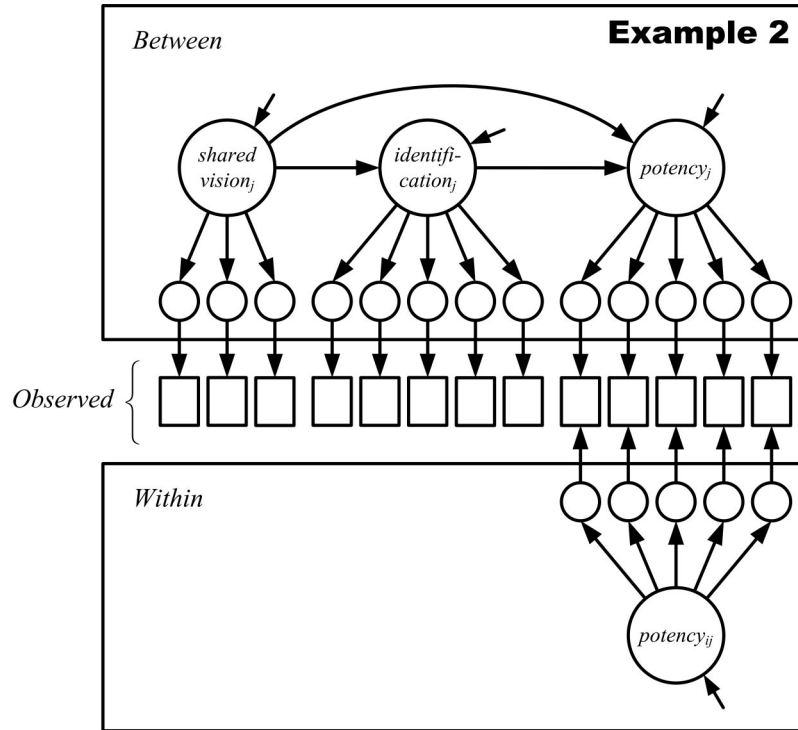 Between
Example 2
shared
vision_j
identifi-
cation_j
potency_j
Observed
Within
potency_ij